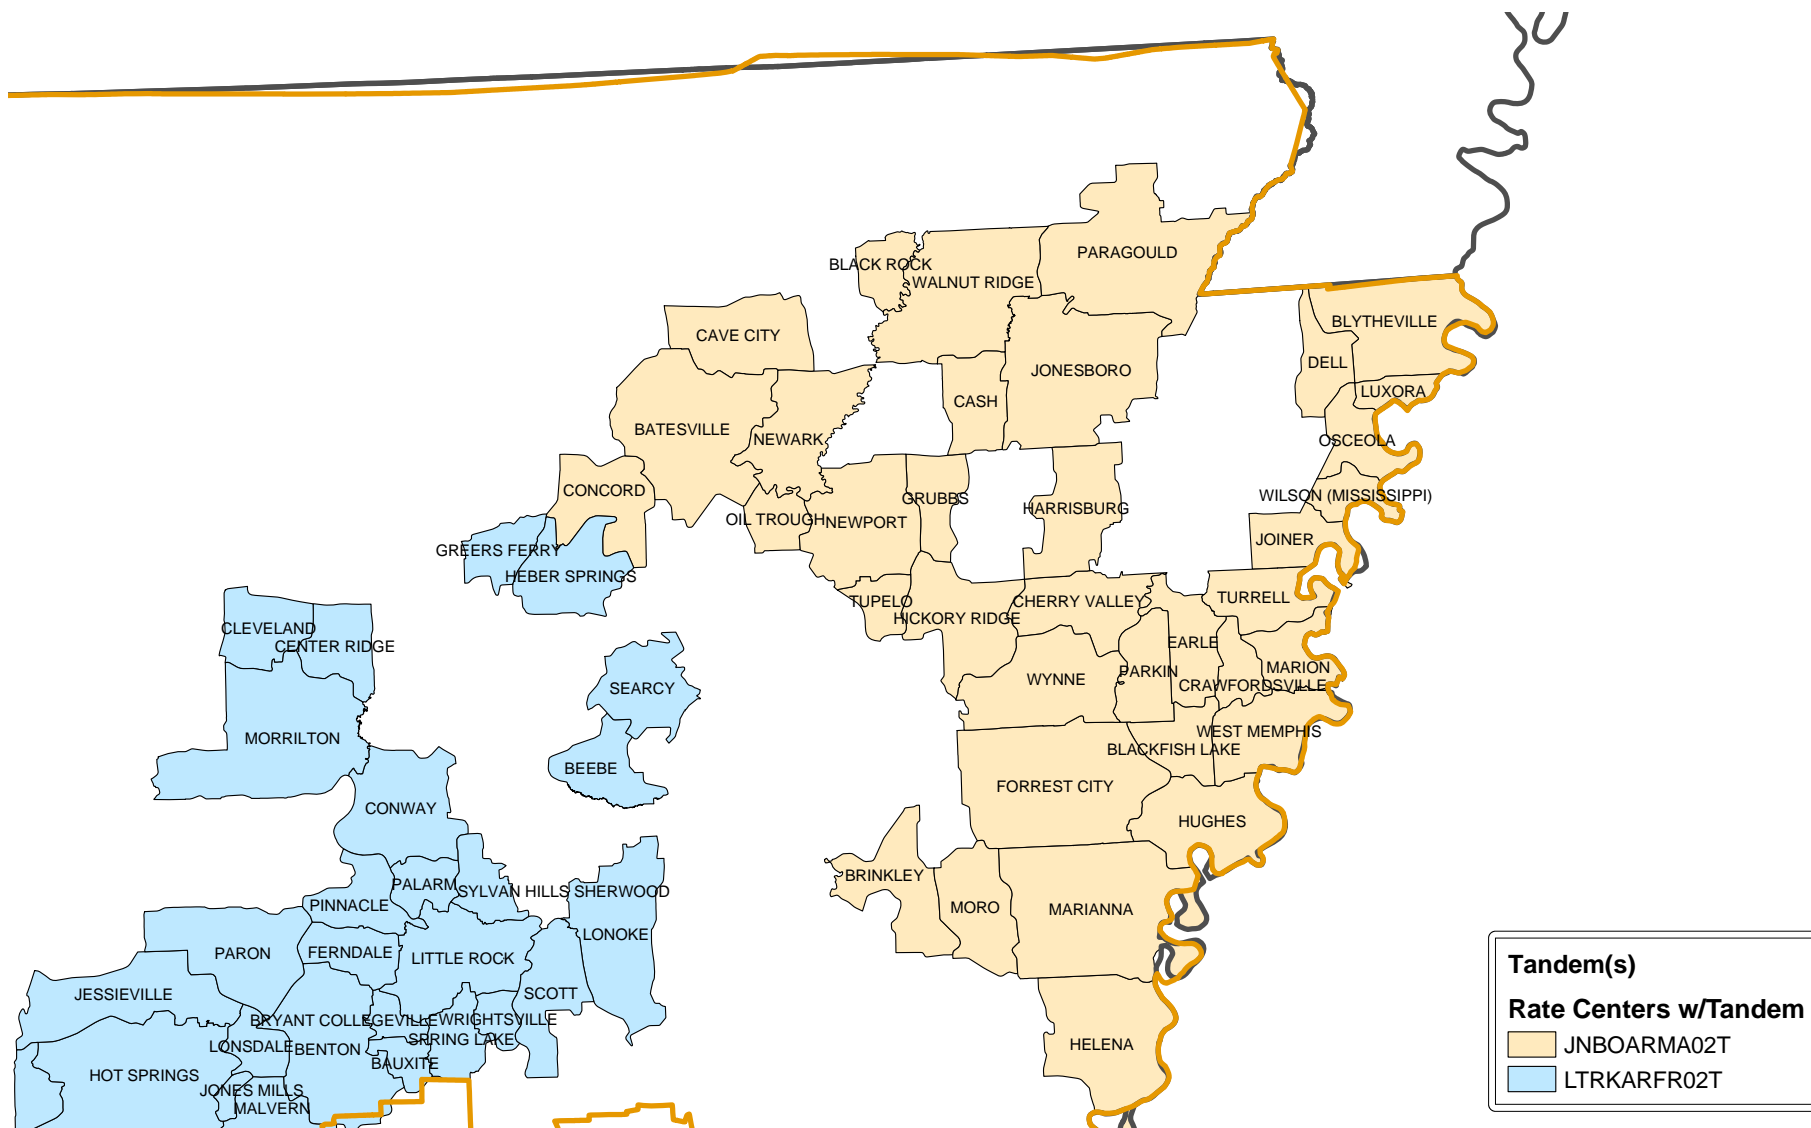 PARAGOULD
BLACK ROCK
WALNUT RIDGE
BLYTHEVILLE
CAVE CITY
DELL
JONESBORO
LUXORA
CASH
BATESVILLE
NEWARK
OSCEOLA
CONCORD
WILSON (MISSISSIPPI)
GRUBBS
HARRISBURG
OIL TROUGH
NEWPORT
JOINER
GREERS FERRY
HEBER SPRINGS
TURRELL
TUPELO
CHERRY VALLEY
HICKORY RIDGE
CLEVELAND
CENTER RIDGE
EARLE
MARION
PARKIN
WYNNE
CRAWFORDSVILLE
SEARCY
WEST MEMPHIS
MORRILTON
BLACKFISH LAKE
BEEBE
FORREST CITY
CONWAY
HUGHES
BRINKLEY
PALARM
SYLVAN HILLS
SHERWOOD
PINNACLE
MORO
MARIANNA
LONOKE
PARON
FERNDALE
LITTLE ROCK
JESSIEVILLE
SCOTT
BRYANT
COLLEGEVILLE
WRIGHTSVILLE
SPRING LAKE
LONSDALE
BENTON
HELENA
BAUXITE
HOT SPRINGS
JONES MILLS
MALVERN
Tandem(s)
Rate Centers w/Tandem
JNBOARMA02T
LTRKARFR02T